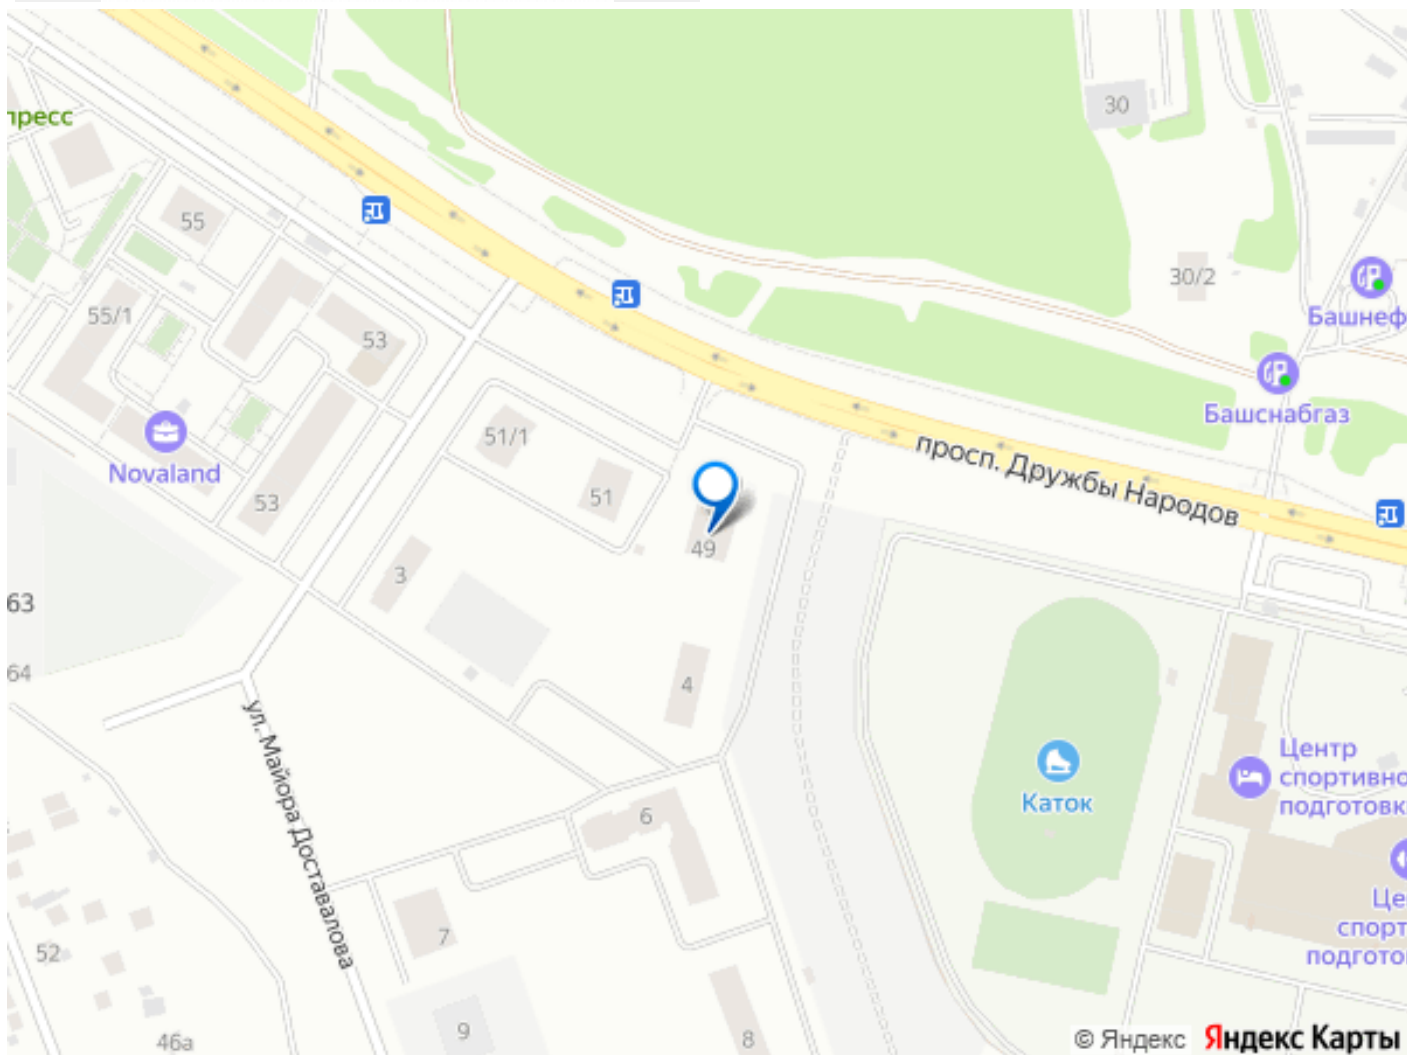 пресс
30
55
30/2
55/1
Башнеф
53
Башснабгаз
51/1
просп. Дружбы Народов
Novaland
53
51
49
3
63
64
4
ул. Майора Доставалова
Центр
спортивно
подготовк
Каток
6
Це
спорт
подгото
7
52
9
8
46а
© Яндекс Яндекс Карты